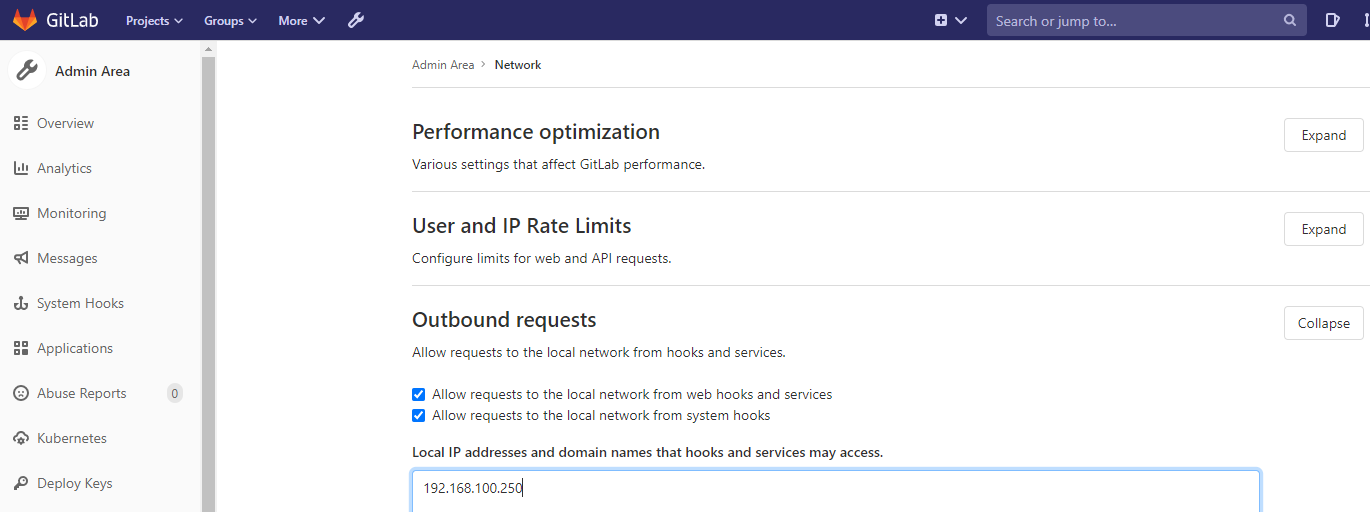 GitLab Projects Groups More Search or jump to...
Admin Area
Overview
Analytics
Monitoring
Messages
System Hooks
Applications
Abuse Reports 0
Kubernetes
Deploy Keys
Admin Area > Network
Performance optimization
Expand
Various settings that affect GitLab performance.
User and IP Rate Limits
Expand
Configure limits for web and API requests.
Outbound requests
Collapse
Allow requests to the local network from hooks and services.
Allow requests to the local network from web hooks and services
Allow requests to the local network from system hooks
Local IP addresses and domain names that hooks and services may access.
192.168.100.250